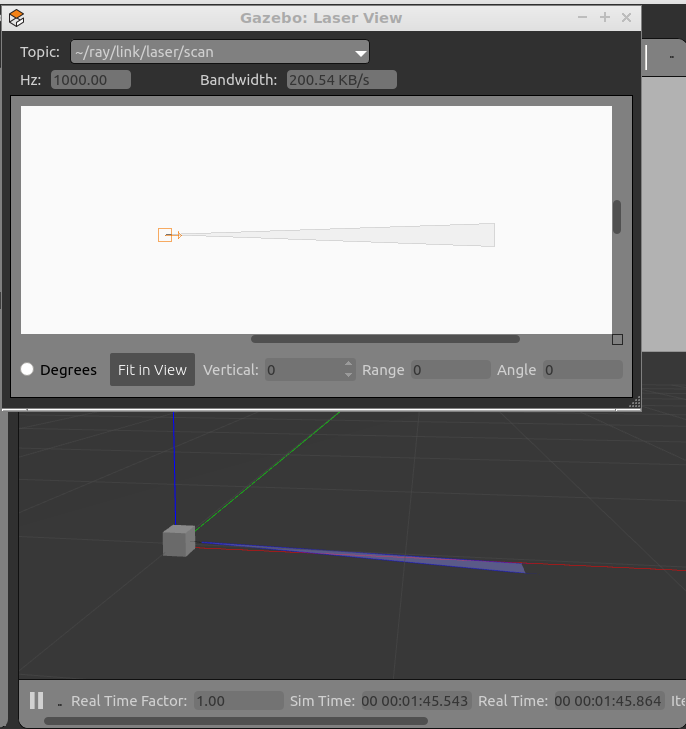 Gazebo: Laser View
Topic: ~/ray/link/laser/scan
Hz: 1000.00 Bandwidth: 200.54 KB/s
Degrees Fit in View Vertical: 0 Range 0 Angle 0
Real Time Factor: 1.00 Sim Time: 00 00:01:45.543 Real Time: 00 00:01:45.864 Ite